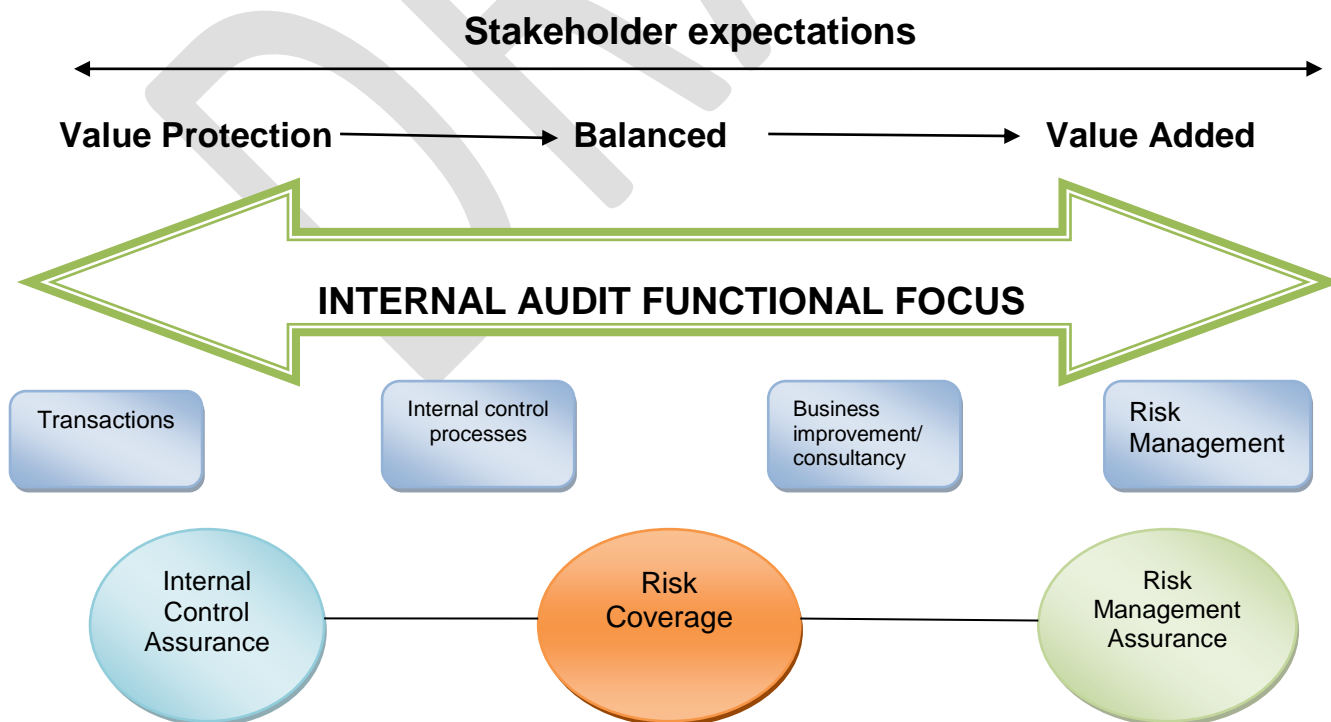 Stakeholder expectations
Value Protection
Balanced
Value Added
INTERNAL AUDIT FUNCTIONAL FOCUS
Transactions
Internal control
processes
Business
improvement/
consultancy
Risk
Management
Internal
Control
Assurance
Risk
Coverage
Risk
Management
Assurance